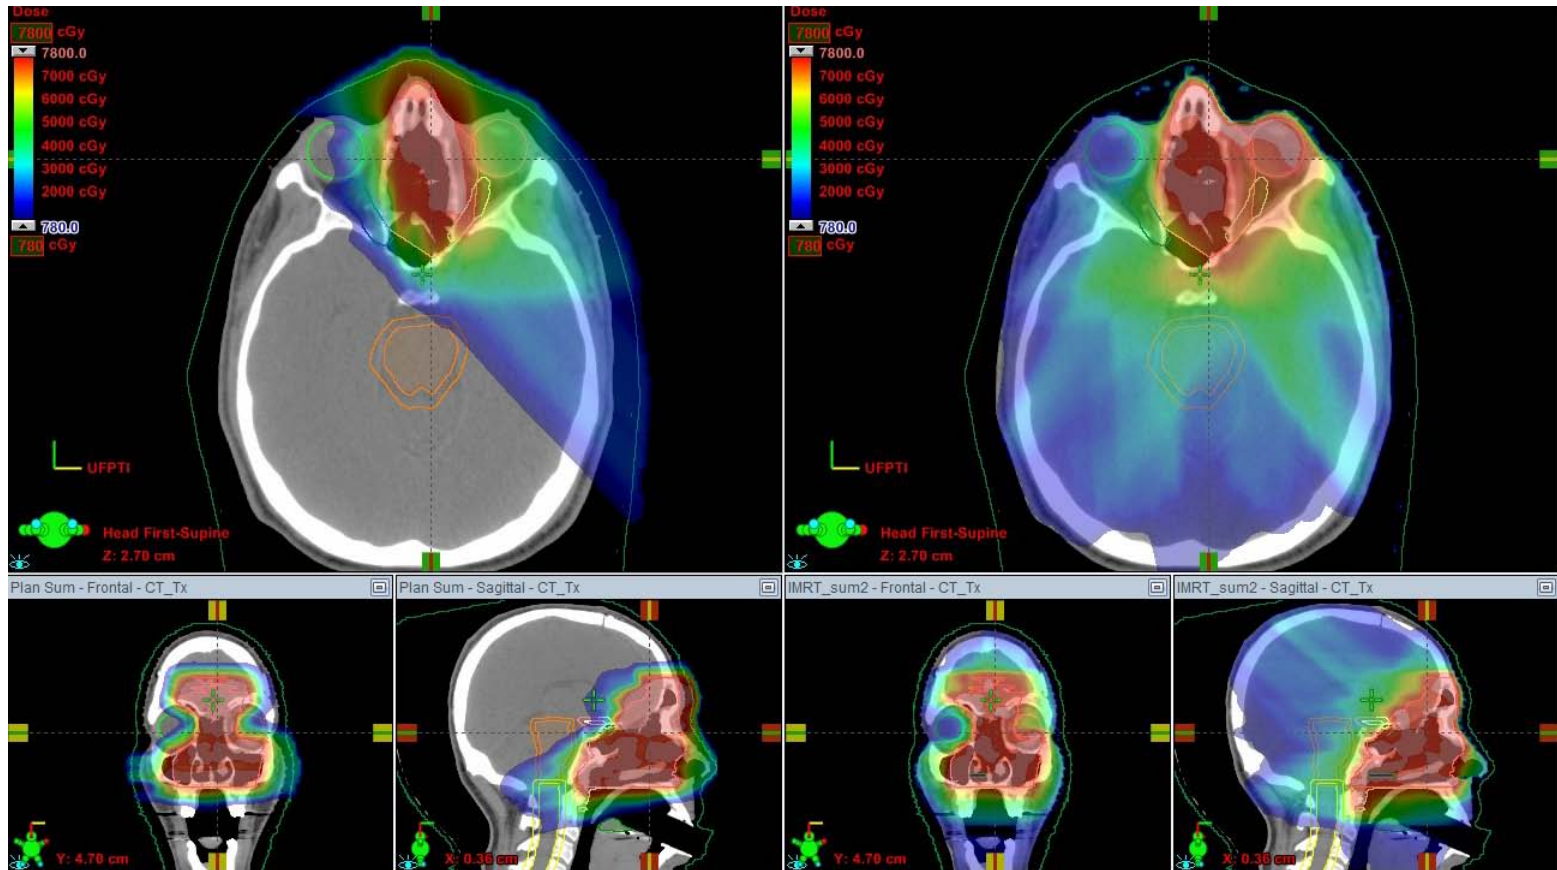 Dose
7800 cGy
7800.0
7000 cGy
6000 cGy
5000 cGy
4000 cGy
3000 cGy
2000 cGy
780.0
780 cGy
UFPTI
Head First-Supine
Z: 2.70 cm
Dose
7800 cGy
7800.0
7000 cGy
6000 cGy
5000 cGy
4000 cGy
3000 cGy
2000 cGy
780.0
780 cGy
UFPTI
Head First-Supine
Z: 2.70 cm
Plan Sum - Frontal - CT_Tx
Y: 4.70 cm
Plan Sum - Sagittal - CT_Tx
X: 0.36 cm
IMRT_sum2 - Frontal - CT_Tx
Y: 4.70 cm
IMRT_sum2 - Sagittal - CT_Tx
X: 0.36 cm